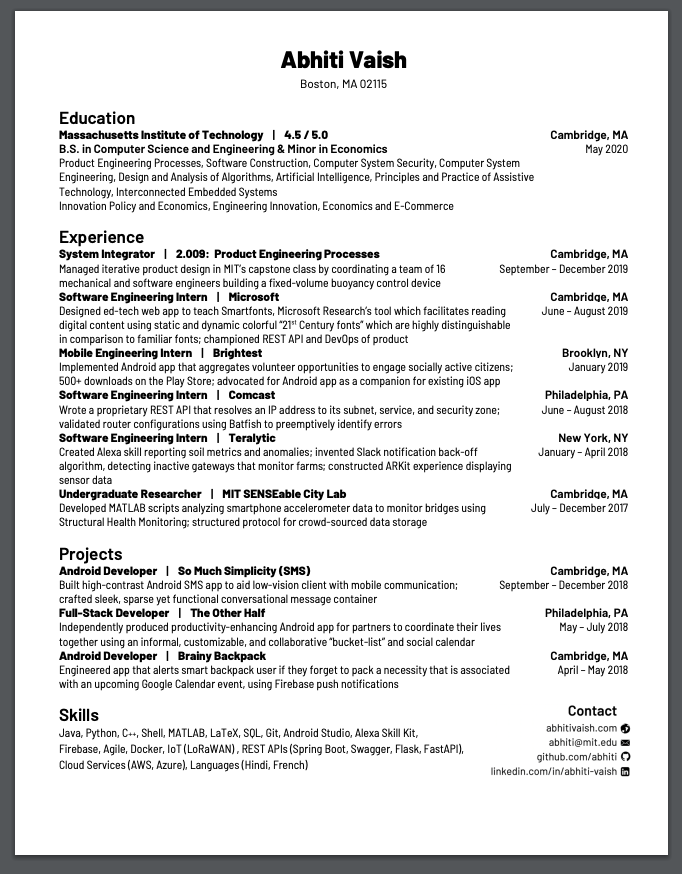 Abhiti Vaish
Boston, MA 02115
Education
Massachusetts Institute of Technology | 4.5 / 5.0 Cambridge, MA
B.S. in Computer Science and Engineering & Minor in Economics May 2020
Product Engineering Processes, Software Construction, Computer System Security, Computer System
Engineering, Design and Analysis of Algorithms, Artificial Intelligence, Principles and Practice of Assistive
Technology, Interconnected Embedded Systems
Innovation Policy and Economics, Engineering Innovation, Economics and E-Commerce
Experience
System Integrator | 2.009: Product Engineering Processes Cambridge, MA
Managed iterative product design in MIT's capstone class by coordinating a team of 16 September – December 2019
mechanical and software engineers building a fixed-volume buoyancy control device
Software Engineering Intern | Microsoft Cambridge, MA
Designed ed-tech web app to teach Smartfonts, Microsoft Research's tool which facilitates reading June – August 2019
digital content using static and dynamic colorful "21st Century fonts" which are highly distinguishable
in comparison to familiar fonts; championed REST API and DevOps of product
Mobile Engineering Intern | Brightest Brooklyn, NY
Implemented Android app that aggregates volunteer opportunities to engage socially active citizens; January 2019
500+ downloads on the Play Store; advocated for Android app as a companion for existing iOS app
Software Engineering Intern | Comcast Philadelphia, PA
Wrote a proprietary REST API that resolves an IP address to its subnet, service, and security zone; June – August 2018
validated router configurations using Batfish to preemptively identify errors
Software Engineering Intern | Teralytic New York, NY
Created Alexa skill reporting soil metrics and anomalies; invented Slack notification back-off January – April 2018
algorithm, detecting inactive gateways that monitor farms; constructed ARKit experience displaying
sensor data
Undergraduate Researcher | MIT SENSEable City Lab Cambridge, MA
Developed MATLAB scripts analyzing smartphone accelerometer data to monitor bridges using July – December 2017
Structural Health Monitoring; structured protocol for crowd-sourced data storage
Projects
Android Developer | So Much Simplicity (SMS) Cambridge, MA
Built high-contrast Android SMS app to aid low-vision client with mobile communication; September – December 2018
crafted sleek, sparse yet functional conversational message container
Full-Stack Developer | The Other Half Philadelphia, PA
Independently produced productivity-enhancing Android app for partners to coordinate their lives May – July 2018
together using an informal, customizable, and collaborative "bucket-list" and social calendar
Android Developer | Brainy Backpack Cambridge, MA
Engineered app that alerts smart backpack user if they forget to pack a necessity that is associated April – May 2018
with an upcoming Google Calendar event, using Firebase push notifications
Skills
Java, Python, C++, Shell, MATLAB, LaTeX, SQL, Git, Android Studio, Alexa Skill Kit,
Firebase, Agile, Docker, IoT (LoRaWAN) , REST APIs (Spring Boot, Swagger, Flask, FastAPI),
Cloud Services (AWS, Azure), Languages (Hindi, French)
Contact
abhitivaish.com
abhiti@mit.edu
github.com/abhiti
linkedin.com/in/abhiti-vaish